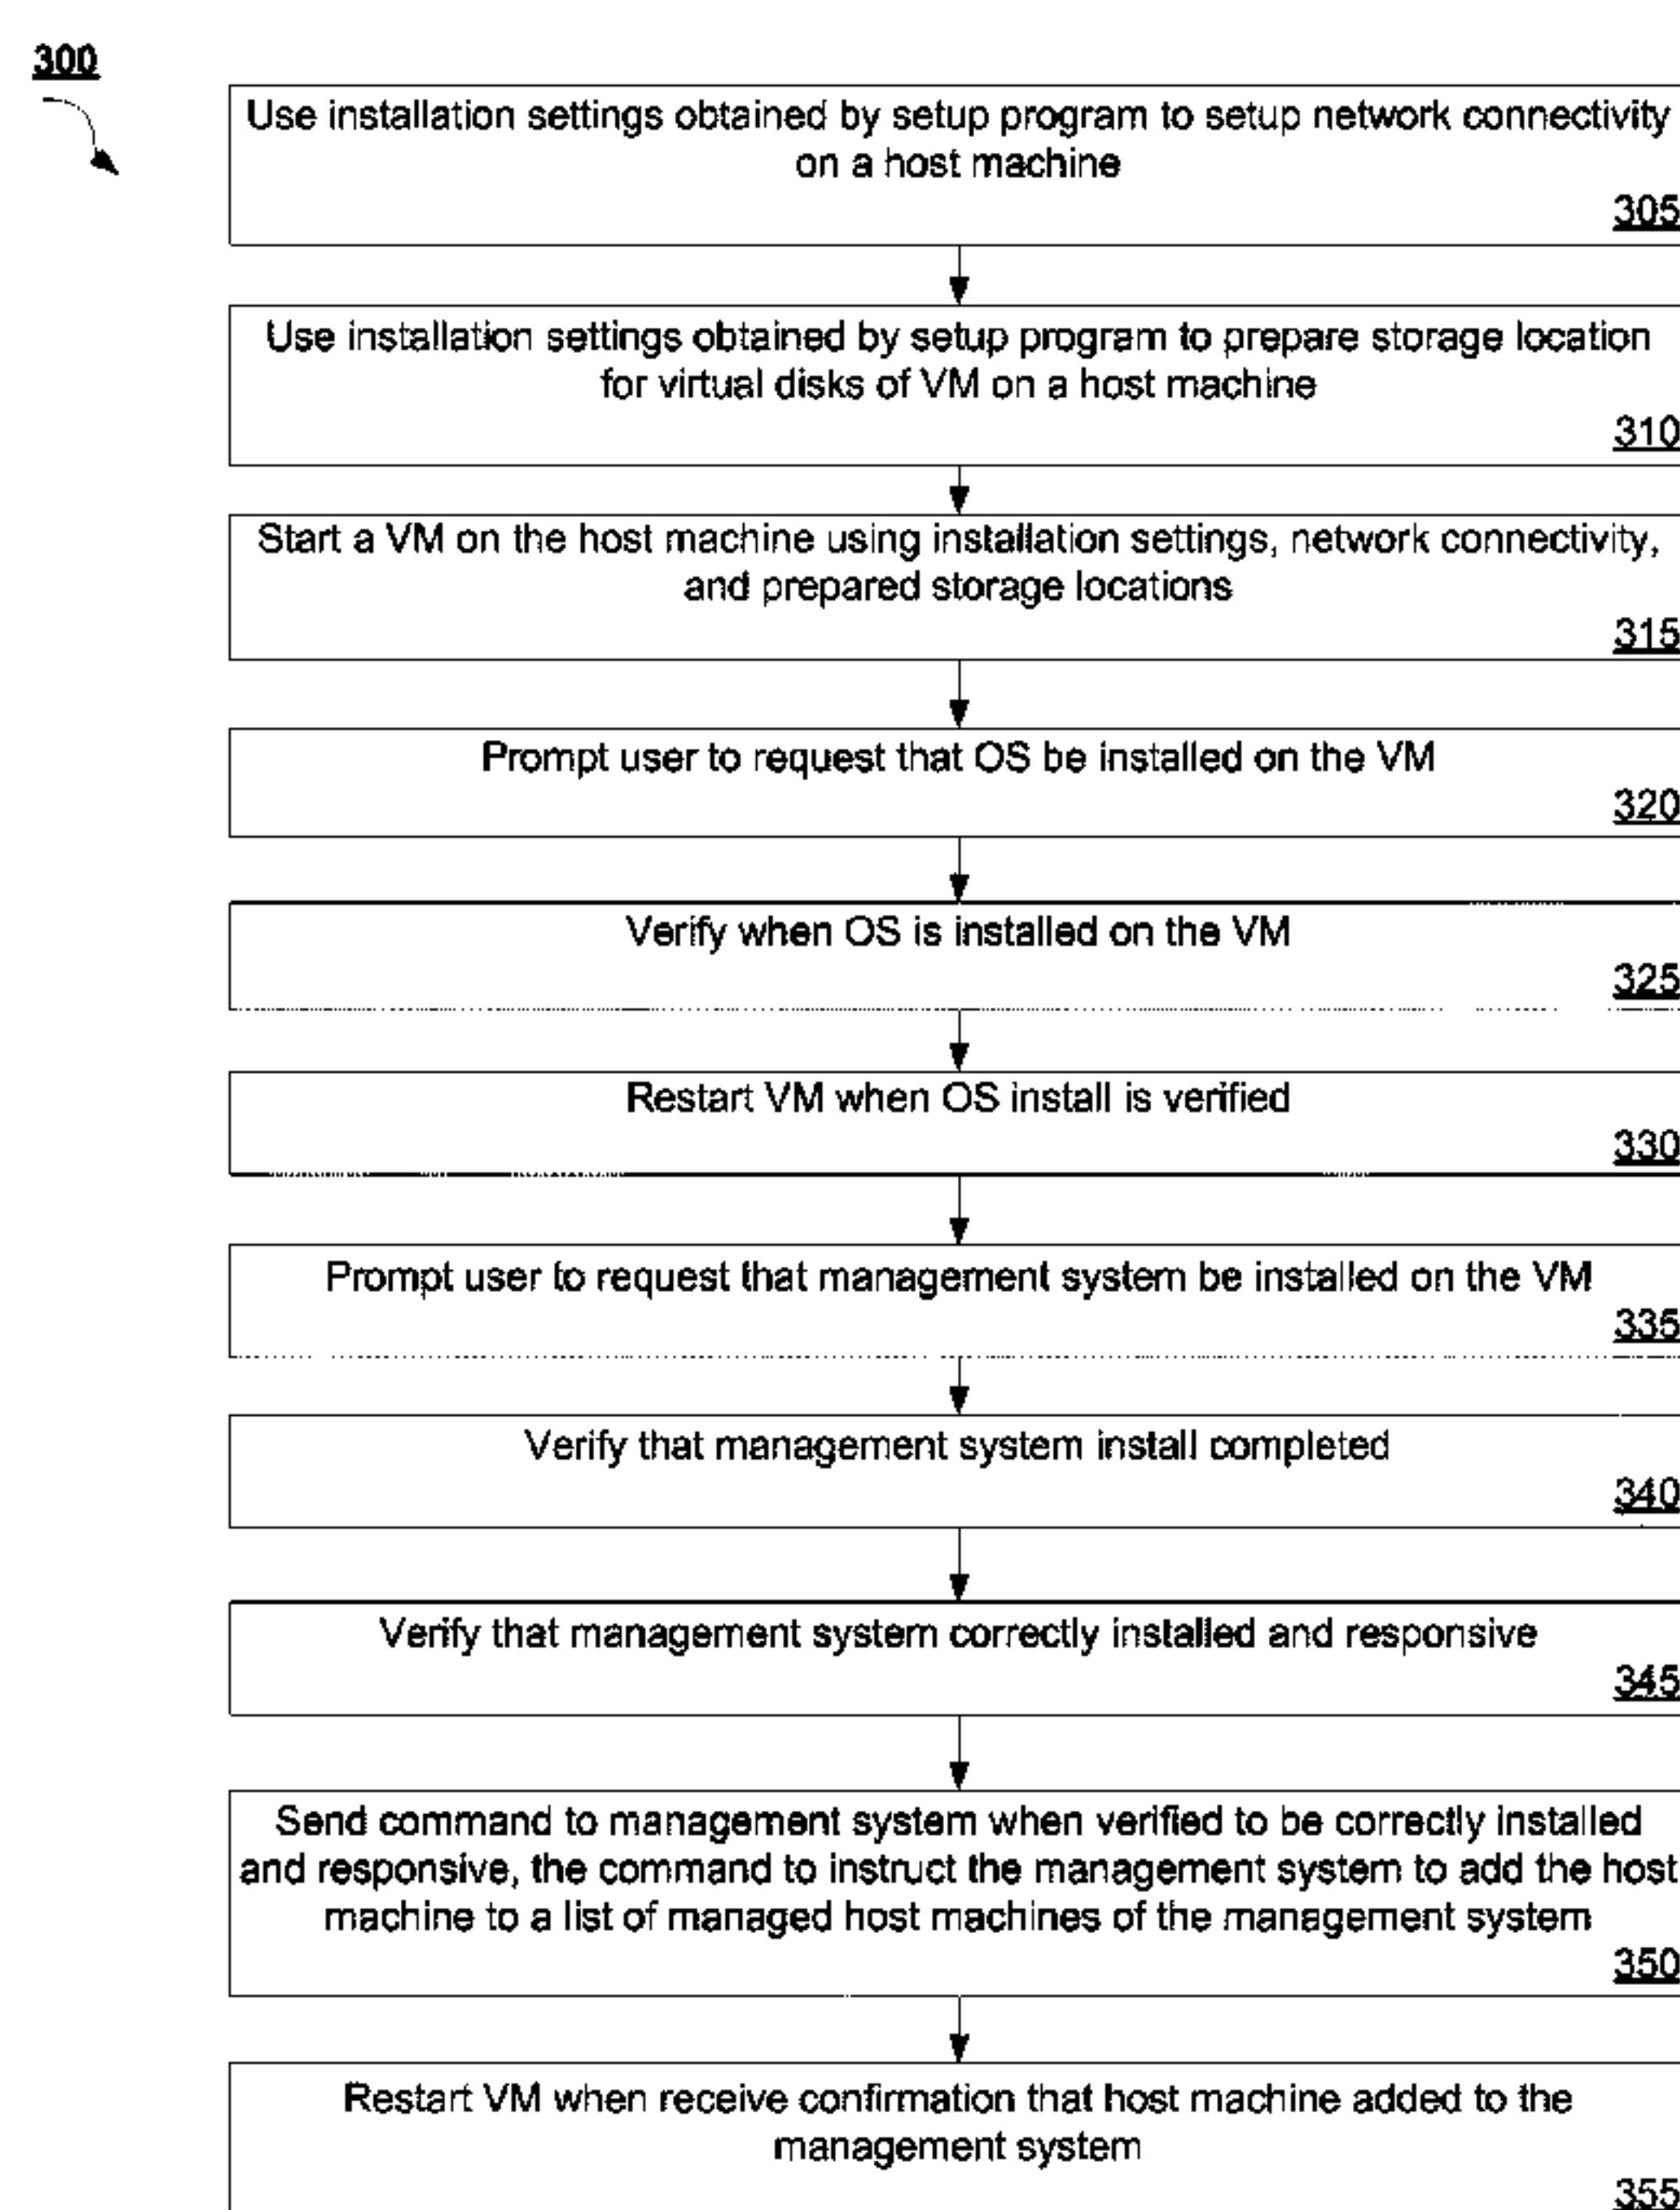 300
Use installation settings obtained by setup program to setup network connectivity
on a host machine
305
Use installation settings obtained by setup program to prepare storage location
for virtual disks of VM on a host machine
310
Start a VM on the host machine using installation settings, network connectivity,
and prepared storage locations
315
Prompt user to request that OS be installed on the VM
320
Verify when OS is installed on the VM
325
Restart VM when OS install is verified
330
Prompt user to request that management system be installed on the VM
335
Verify that management system install completed
340
Verify that management system correctly installed and responsive
345
Send command to management system when verified to be correctly installed
and responsive, the command to instruct the management system to add the host
machine to a list of managed host machines of the management system
350
Restart VM when receive confirmation that host machine added to the
management system
355